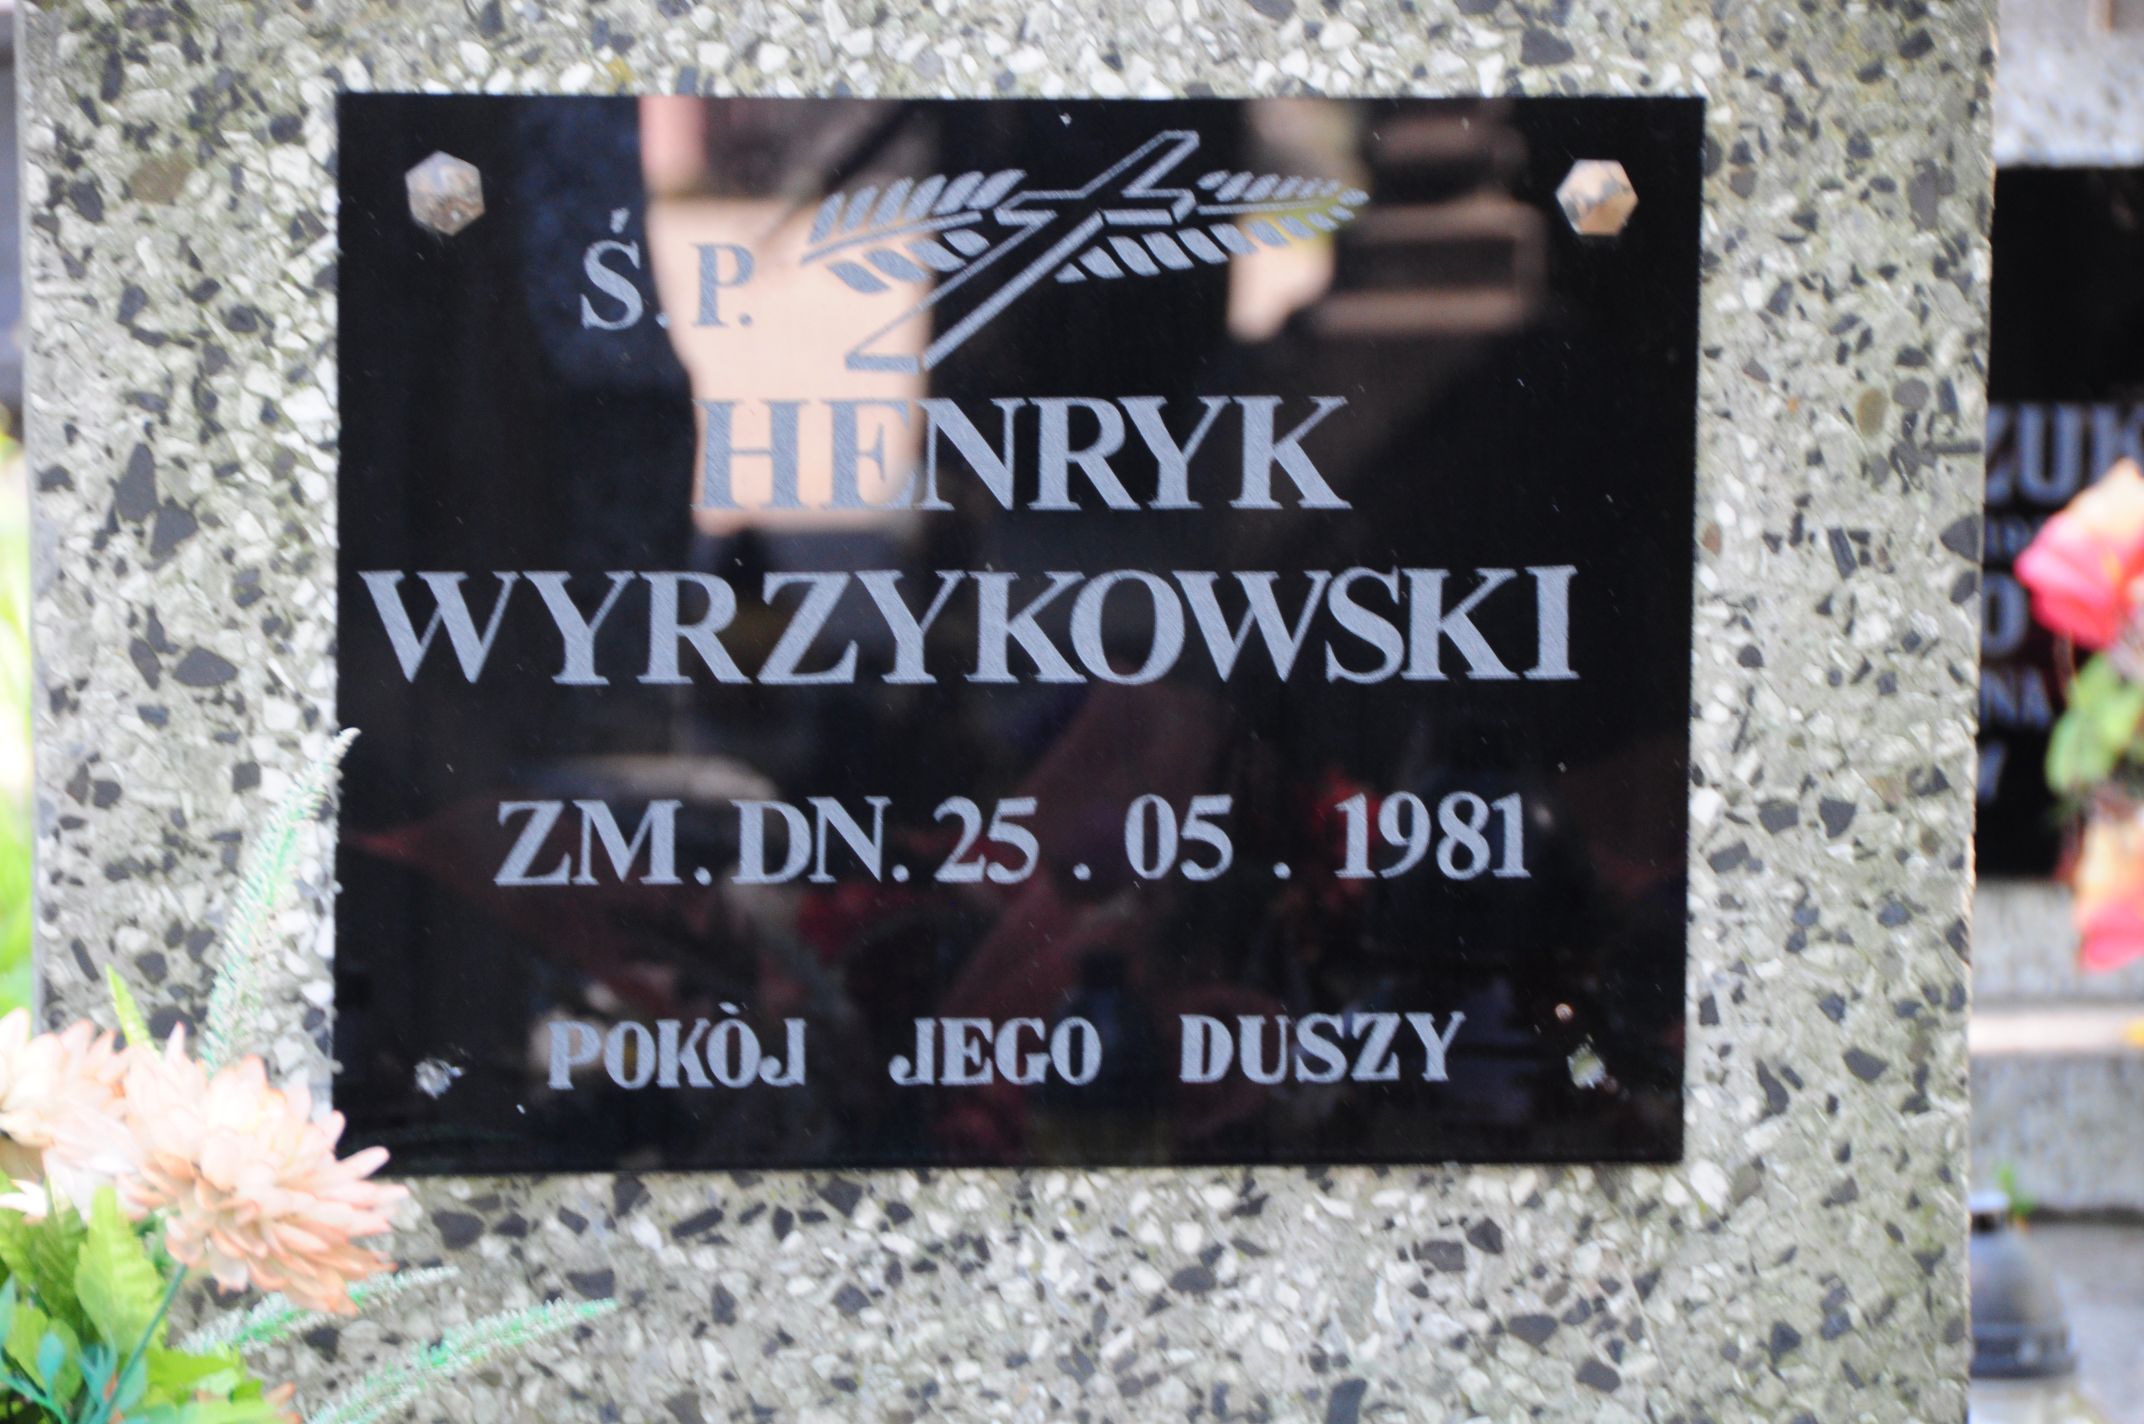 Ś.P.
HENRYK
WYRZYKOWSKI
ZM. DN. 25 . 05 . 1981
POKÒJ JEGO DUSZY